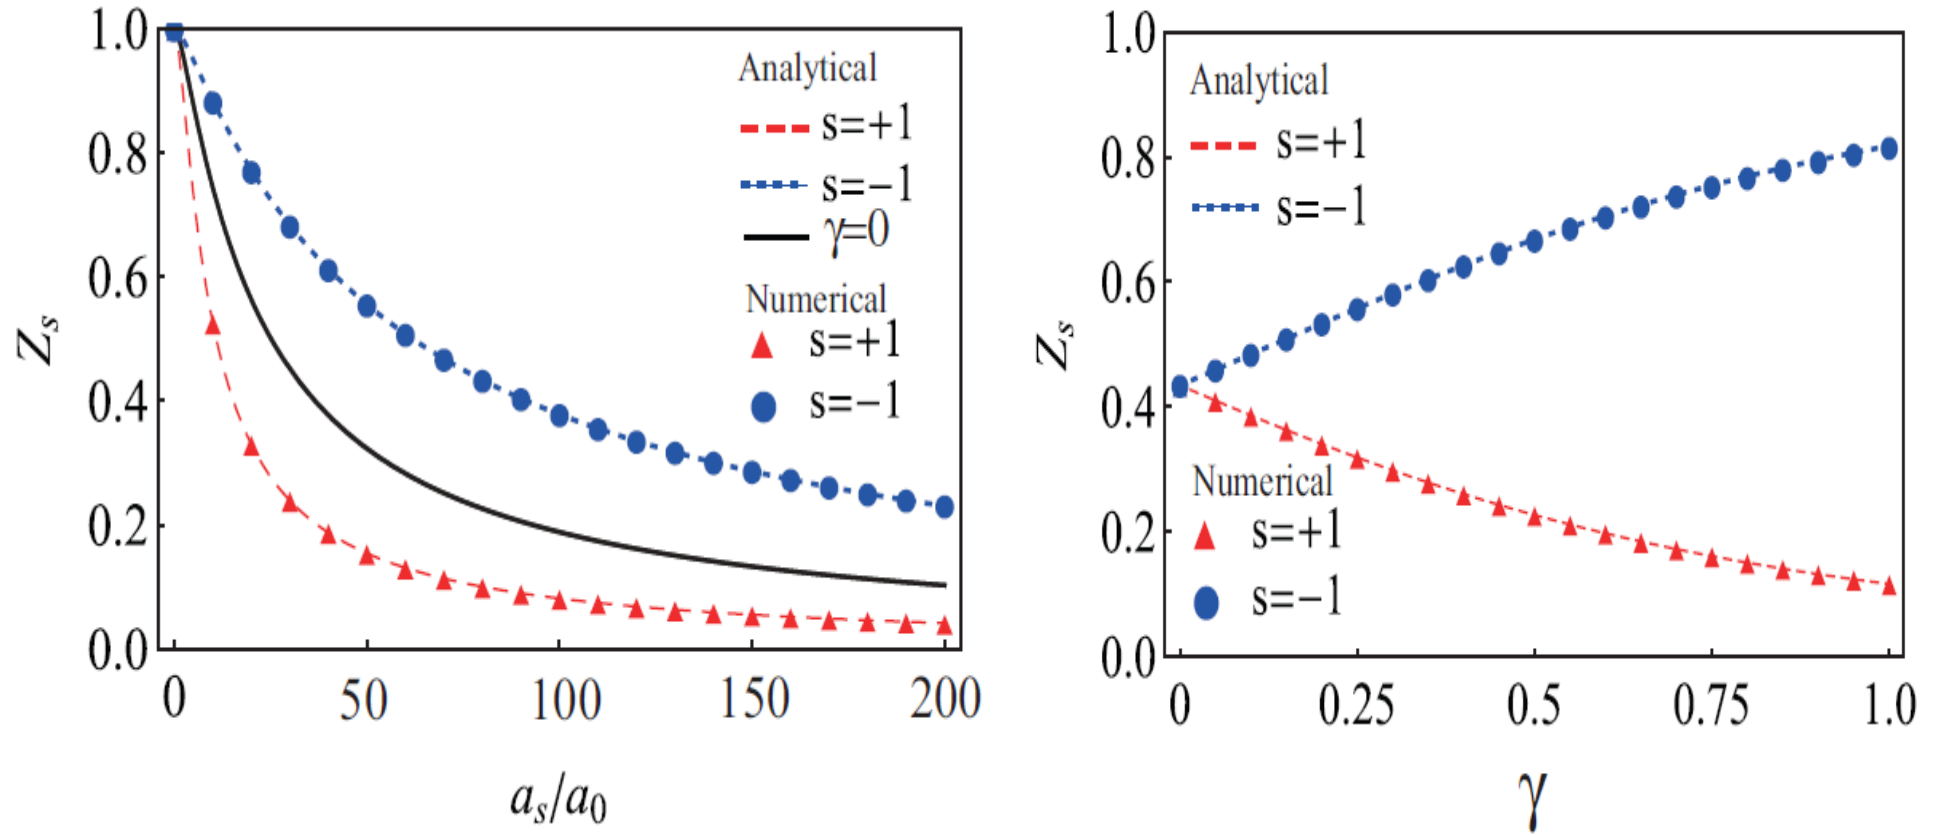 1.0
0.8
0.6
0.4
0.2
0.0
Z_s
0
50
100
150
200
a_s/a_0
Analytical
s=+1
s=−1
γ=0
Numerical
s=+1
s=−1
1.0
0.8
0.6
0.4
0.2
0.0
Z_s
0
0.25
0.5
0.75
1.0
γ
Analytical
s=+1
s=−1
Numerical
s=+1
s=−1